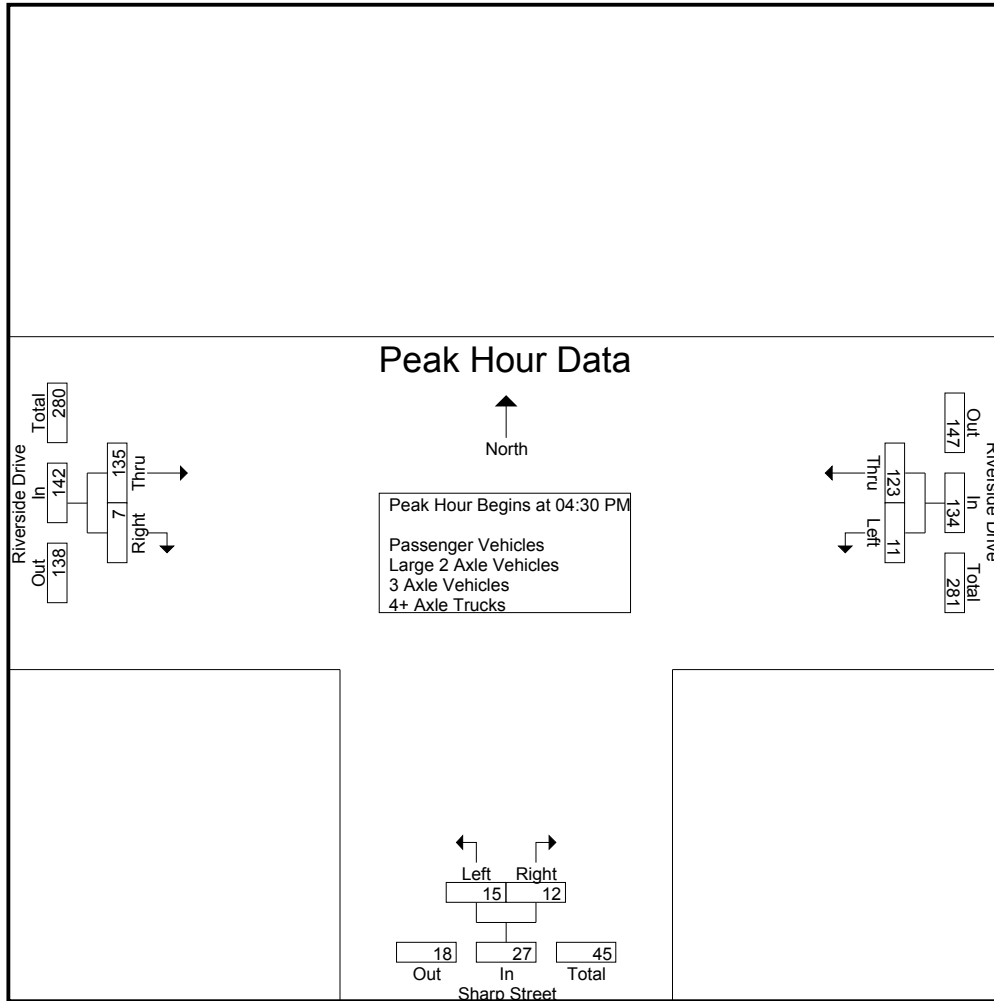 Peak Hour Data
North
Peak Hour Begins at 04:30 PM
Passenger Vehicles
Large 2 Axle Vehicles
3 Axle Vehicles
4+ Axle Trucks
Riverside Drive
Out In Total
138 142 280
7 135
Right Thru
Riverside Drive
Out In Total
147 134 281
123 11
Thru Left
Left Right
15 12
18 27 45
Out In Total
Sharp Street